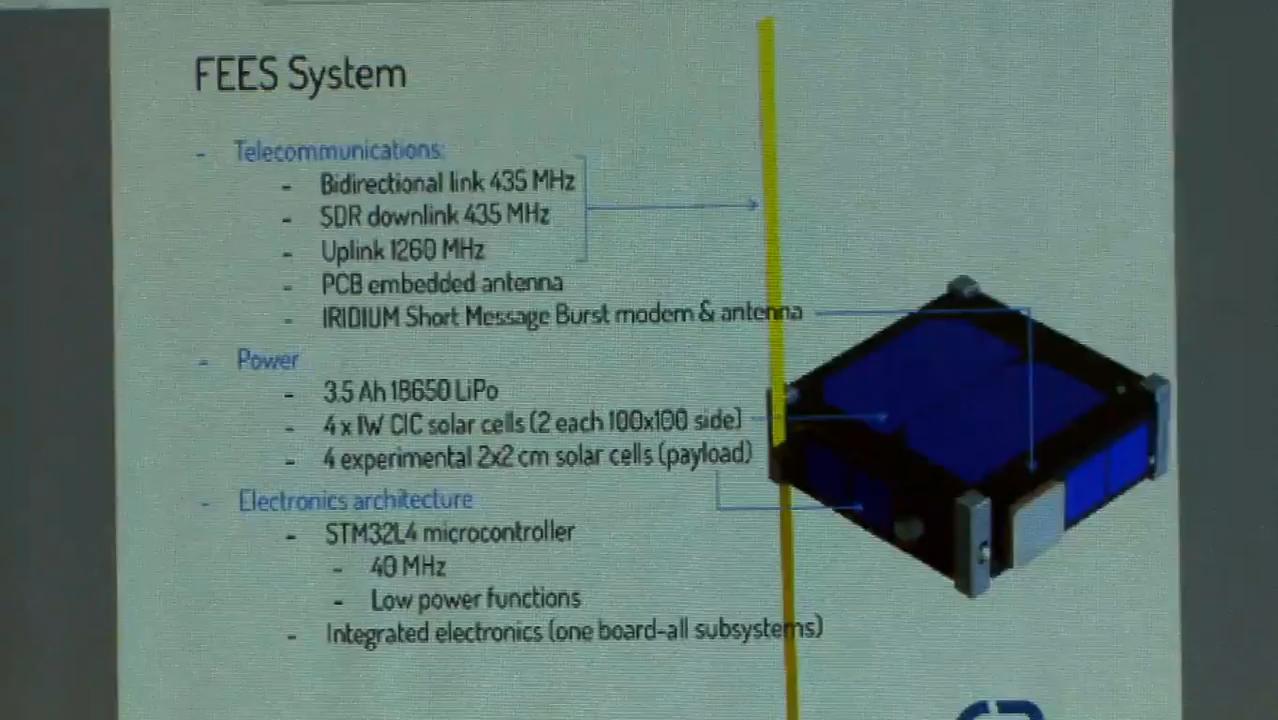 FEES System
- Telecommunications:
- Bidirectional link 435 MHz
- SDR downlink 435 MHz
- Uplink 1260 MHz
- PCB embedded antenna
- IRIDIUM Short Message Burst modem & antenna
- Power
- 3.5 Ah 18650 LiPo
- 4 x 1W CIC solar cells (2 each 100x100 side)
- 4 experimental 2x2 cm solar cells (payload)
- Electronics architecture
- STM32L4 microcontroller
- 40 MHz
- Low power functions
- Integrated electronics (one board-all subsystems)